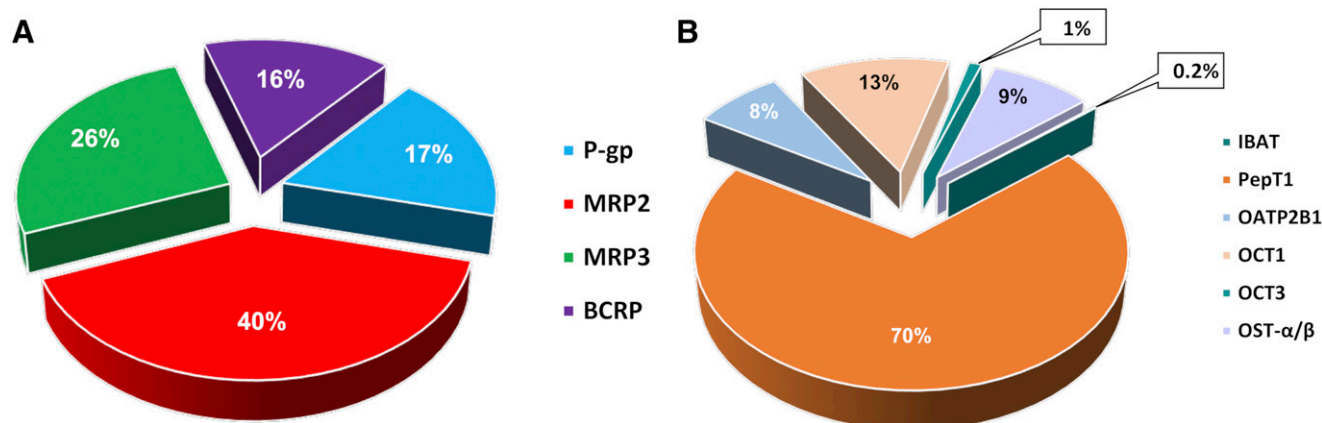 A
16%
26%
17%
40%
P-gp
MRP2
MRP3
BCRP
B
1%
0.2%
13%
9%
8%
70%
IBAT
PepT1
OATP2B1
OCT1
OCT3
OST-α/β